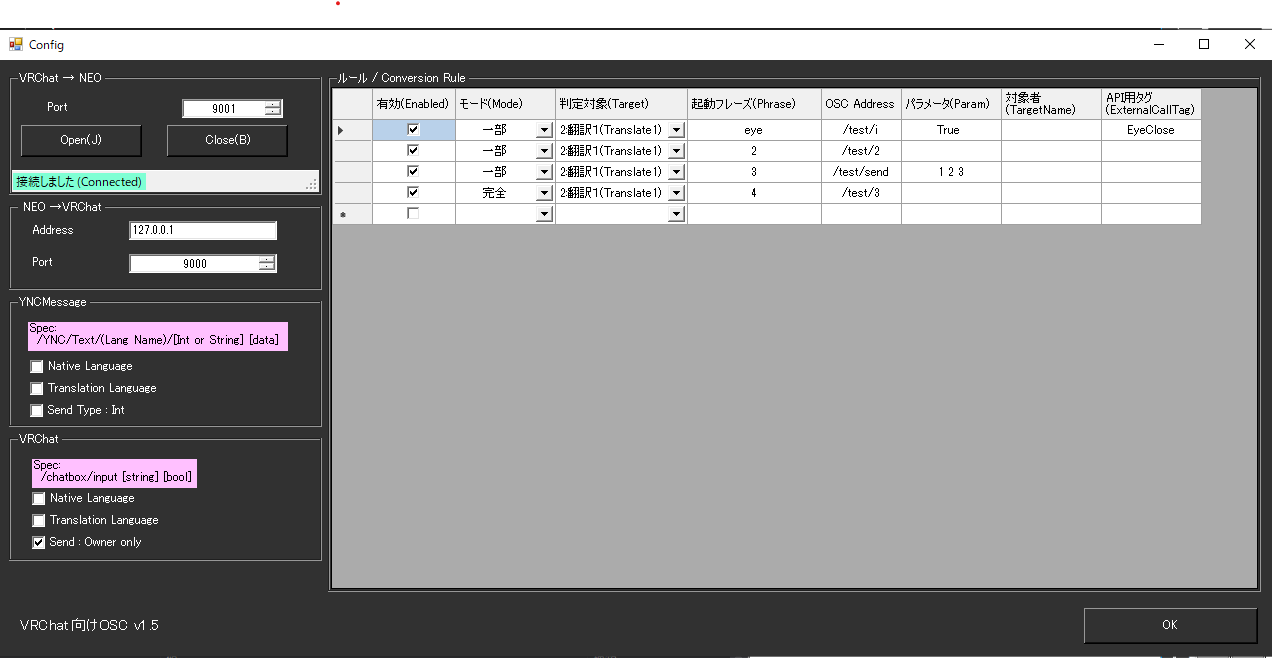 Config
VRChat → NEO
Port
9001
Open(J)
Close(B)
接続しました(Connected)
NEO →VRChat
Address
127.0.0.1
Port
9000
YNCMessage
Spec:
/YNC/Text/(Lang Name)/[Int or String] [data]
Native Language
Translation Language
Send Type : Int
VRChat
Spec:
/chatbox/input [string] [bool]
Native Language
Translation Language
Send : Owner only
VRChat 向けOSC v1.5
ルール / Conversion Rule
有効(Enabled) モード(Mode) 判定対象(Target) 起動フレーズ(Phrase) OSC Address パラメータ(Param) 対象者(TargetName) API用タグ(ExternalCallTag)
一部 2:翻訳1(Translate1) eye /test/i True EyeClose
一部 2:翻訳1(Translate1) 2 /test/2
一部 2:翻訳1(Translate1) 3 /test/send 1 2 3
完全 2:翻訳1(Translate1) 4 /test/3
OK